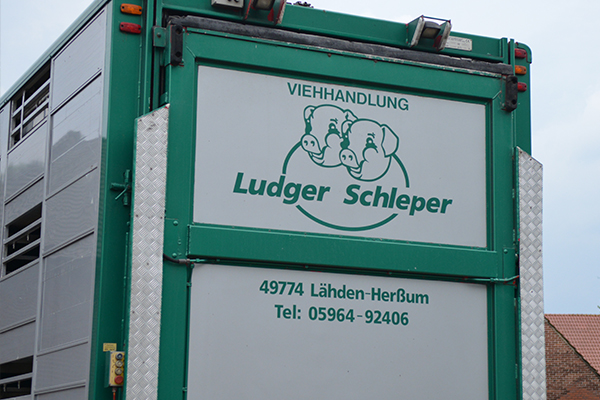 VIEHHANDLUNG
Ludger Schleper
49774 Lähden-Herßum
Tel: 05964-92406